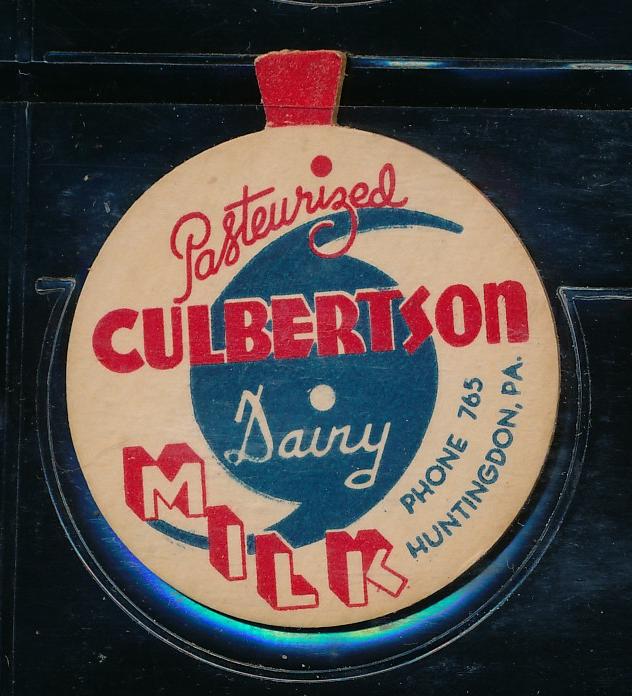 Pasteurized
CULBERTSON
Dairy
MILK
PHONE 765
HUNTINGDON, PA.